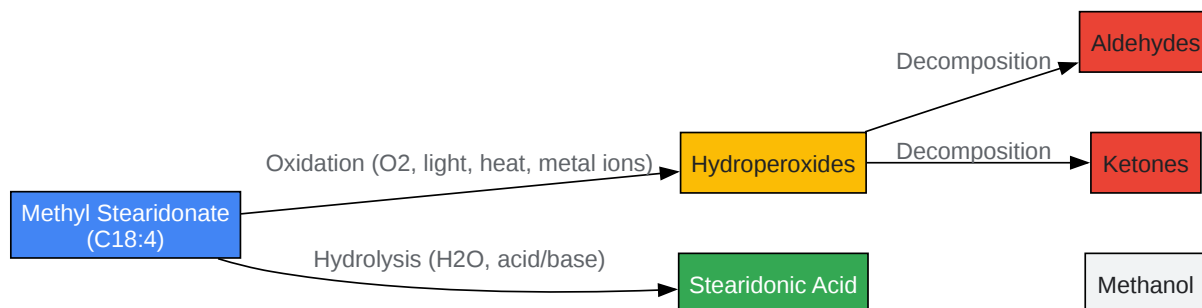 Aldehydes
Decomposition
Oxidation (O2, light, heat, metal ions)
Hydroperoxides
Decomposition
Ketones
Methyl Stearidonate
(C18:4)
Hydrolysis (H2O, acid/base)
Stearidonic Acid
Methanol